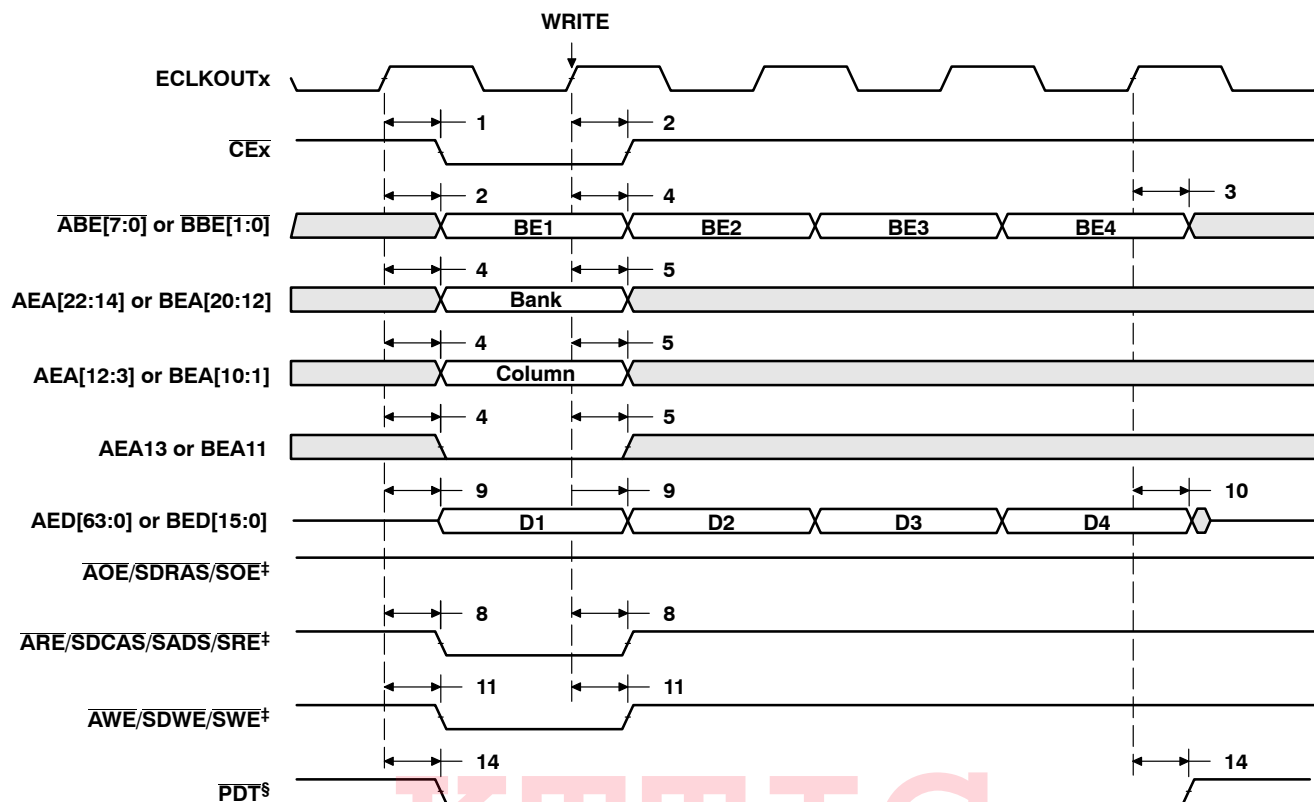 WRITE
ECLKOUTx
1 2
CEx
2 4 3
ABE[7:0] or BBE[1:0] BE1 BE2 BE3 BE4
4 5
AEA[22:14] or BEA[20:12] Bank
4 5
AEA[12:3] or BEA[10:1] Column
4 5
AEA13 or BEA11
9 9 10
AED[63:0] or BED[15:0] D1 D2 D3 D4
AOE/SDRAS/SOE‡
8 8
ARE/SDCAS/SADS/SRE‡
11 11
AWE/SDWE/SWE‡
14 14
PDT§